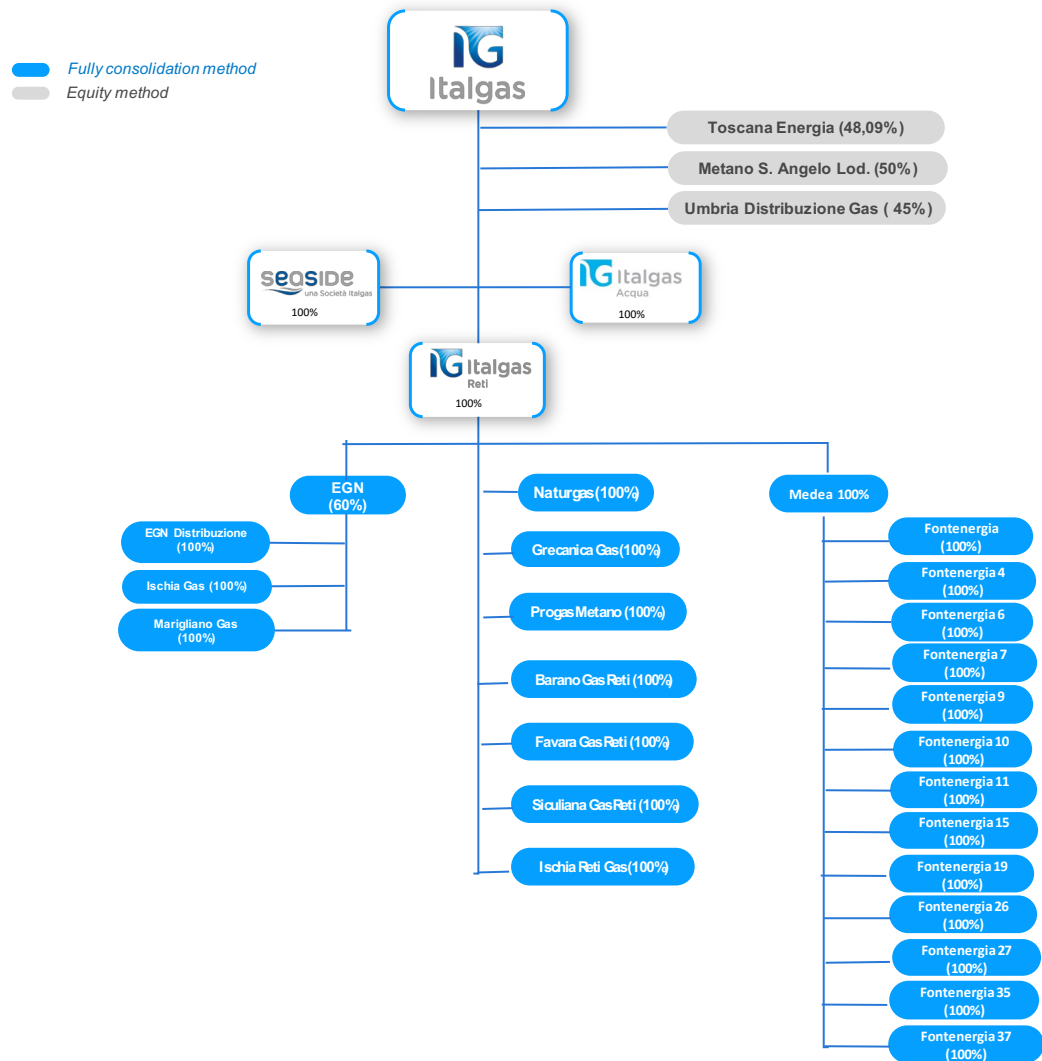 IG
Italgas
Fully consolidation method
Equity method
Toscana Energia (48,09%)
Metano S. Angelo Lod. (50%)
Umbria Distribuzione Gas ( 45%)
seaside
una Società Italgas
100%
IG Italgas
Acqua
100%
IG Italgas
Reti
100%
EGN
(60%)
EGN Distribuzione
(100%)
Ischia Gas (100%)
Marigliano Gas
(100%)
Naturgas (100%)
Grecanica Gas (100%)
Progas Metano (100%)
Barano Gas Reti (100%)
Favara Gas Reti (100%)
Siculiana Gas Reti (100%)
Ischia Reti Gas (100%)
Medea 100%
Fontenergia
(100%)
Fontenergia 4
(100%)
Fontenergia 6
(100%)
Fontenergia 7
(100%)
Fontenergia 9
(100%)
Fontenergia 10
(100%)
Fontenergia 11
(100%)
Fontenergia 15
(100%)
Fontenergia 19
(100%)
Fontenergia 26
(100%)
Fontenergia 27
(100%)
Fontenergia 35
(100%)
Fontenergia 37
(100%)